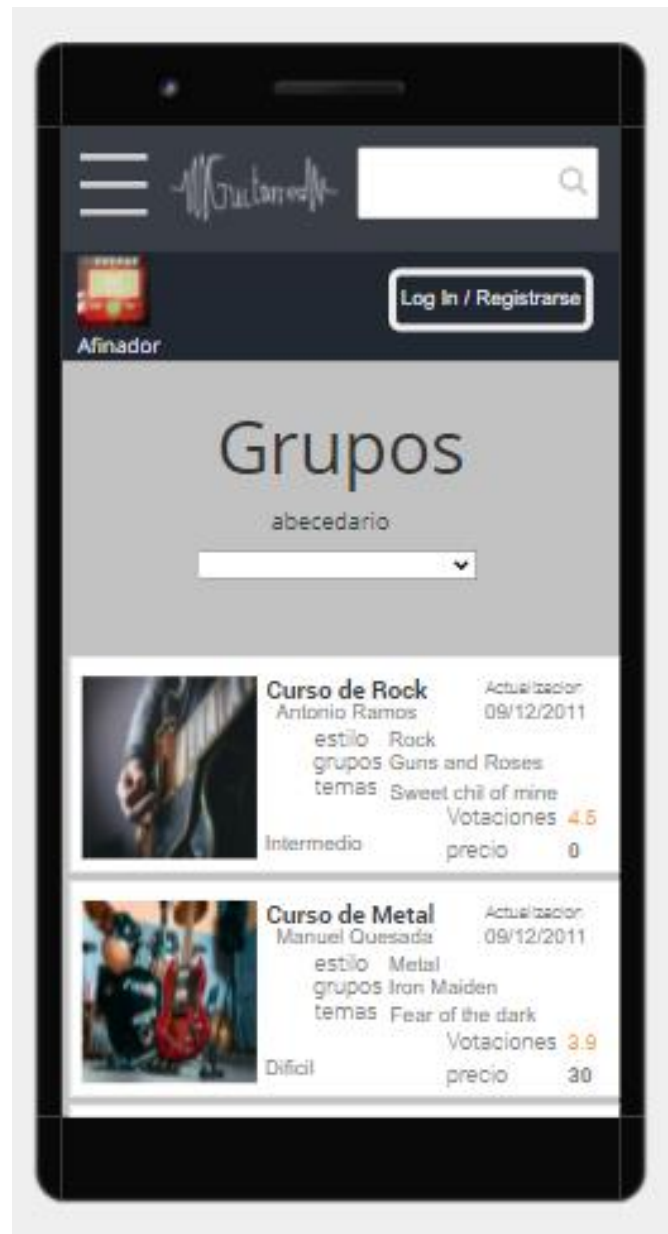 Guitarred
Log In / Registrarse
Afinador
Grupos
abecedario
Curso de Rock
Actualizacion
Antonio Ramos
09/12/2011
estilo Rock
grupos Guns and Roses
temas Sweet chil of mine
Votaciones 4.5
Intermedio
precio 0
Curso de Metal
Actualizacion
Manuel Quesada
09/12/2011
estilo Metal
grupos Iron Maiden
temas Fear of the dark
Votaciones 3.9
Dificil
precio 30